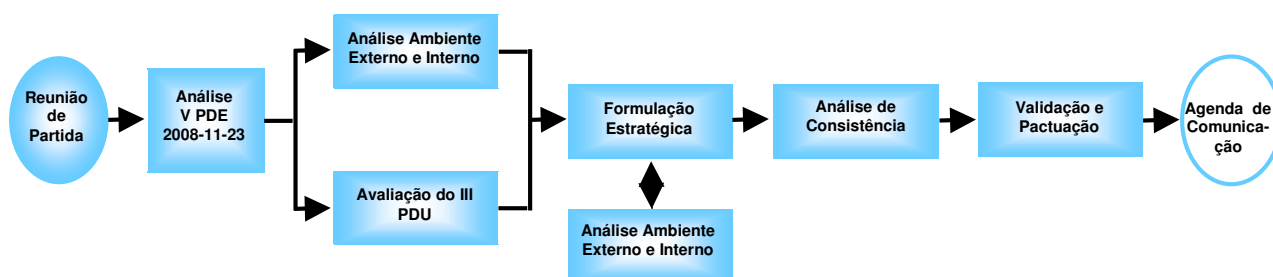 Reunião
de
Partida
Análise
V PDE
2008-11-23
Análise Ambiente
Externo e Interno
Avaliação do III
PDU
Formulação
Estratégica
Análise Ambiente
Externo e Interno
Análise de
Consistência
Validação e
Pactuação
Agenda de
Comunica-
ção